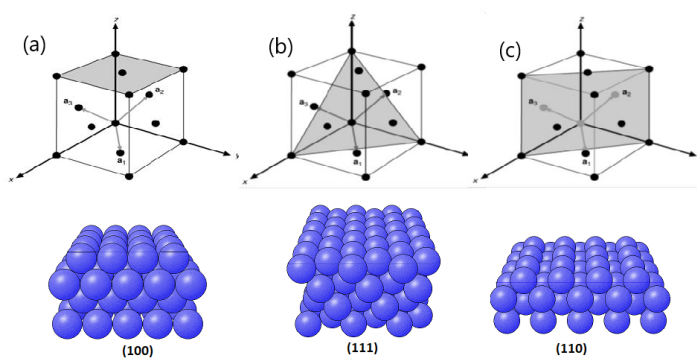 (a)
a₃
a₂
a₁
x
(b)
z
a₃
a₂
a₁
x
(c)
z
a₃
a₂
a₁
x
(100)
(111)
(110)